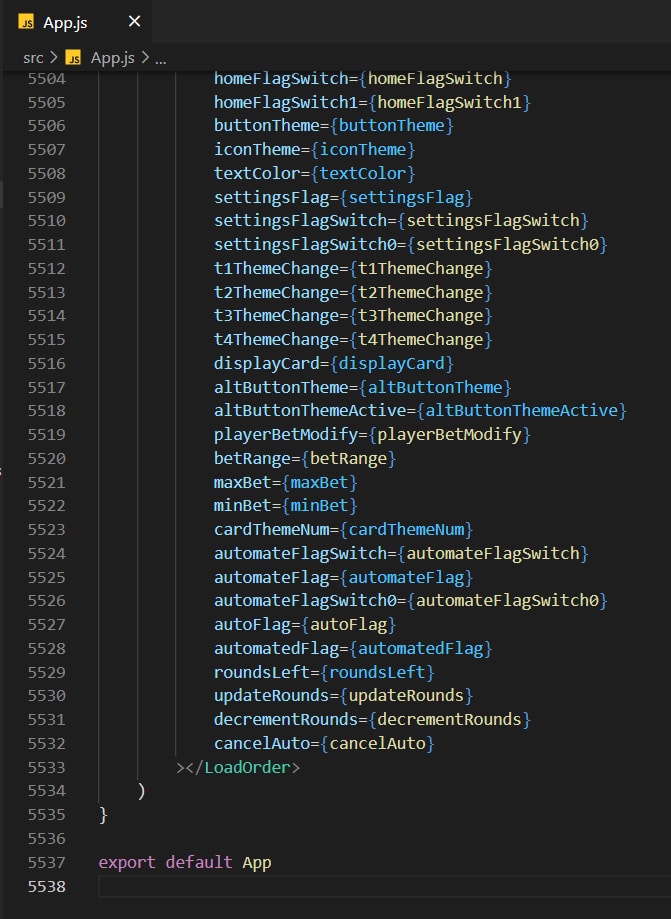 JS App.js ×
src > JS App.js > ...
5504 homeFlagSwitch={homeFlagSwitch}
5505 homeFlagSwitch1={homeFlagSwitch1}
5506 buttonTheme={buttonTheme}
5507 iconTheme={iconTheme}
5508 textColor={textColor}
5509 settingsFlag={settingsFlag}
5510 settingsFlagSwitch={settingsFlagSwitch}
5511 settingsFlagSwitch0={settingsFlagSwitch0}
5512 t1ThemeChange={t1ThemeChange}
5513 t2ThemeChange={t2ThemeChange}
5514 t3ThemeChange={t3ThemeChange}
5515 t4ThemeChange={t4ThemeChange}
5516 displayCard={displayCard}
5517 altButtonTheme={altButtonTheme}
5518 altButtonThemeActive={altButtonThemeActive}
5519 playerBetModify={playerBetModify}
5520 betRange={betRange}
5521 maxBet={maxBet}
5522 minBet={minBet}
5523 cardThemeNum={cardThemeNum}
5524 automateFlagSwitch={automateFlagSwitch}
5525 automateFlag={automateFlag}
5526 automateFlagSwitch0={automateFlagSwitch0}
5527 autoFlag={autoFlag}
5528 automatedFlag={automatedFlag}
5529 roundsLeft={roundsLeft}
5530 updateRounds={updateRounds}
5531 decrementRounds={decrementRounds}
5532 cancelAuto={cancelAuto}
5533 ></LoadOrder>
5534 )
5535 }
5536
5537 export default App
5538